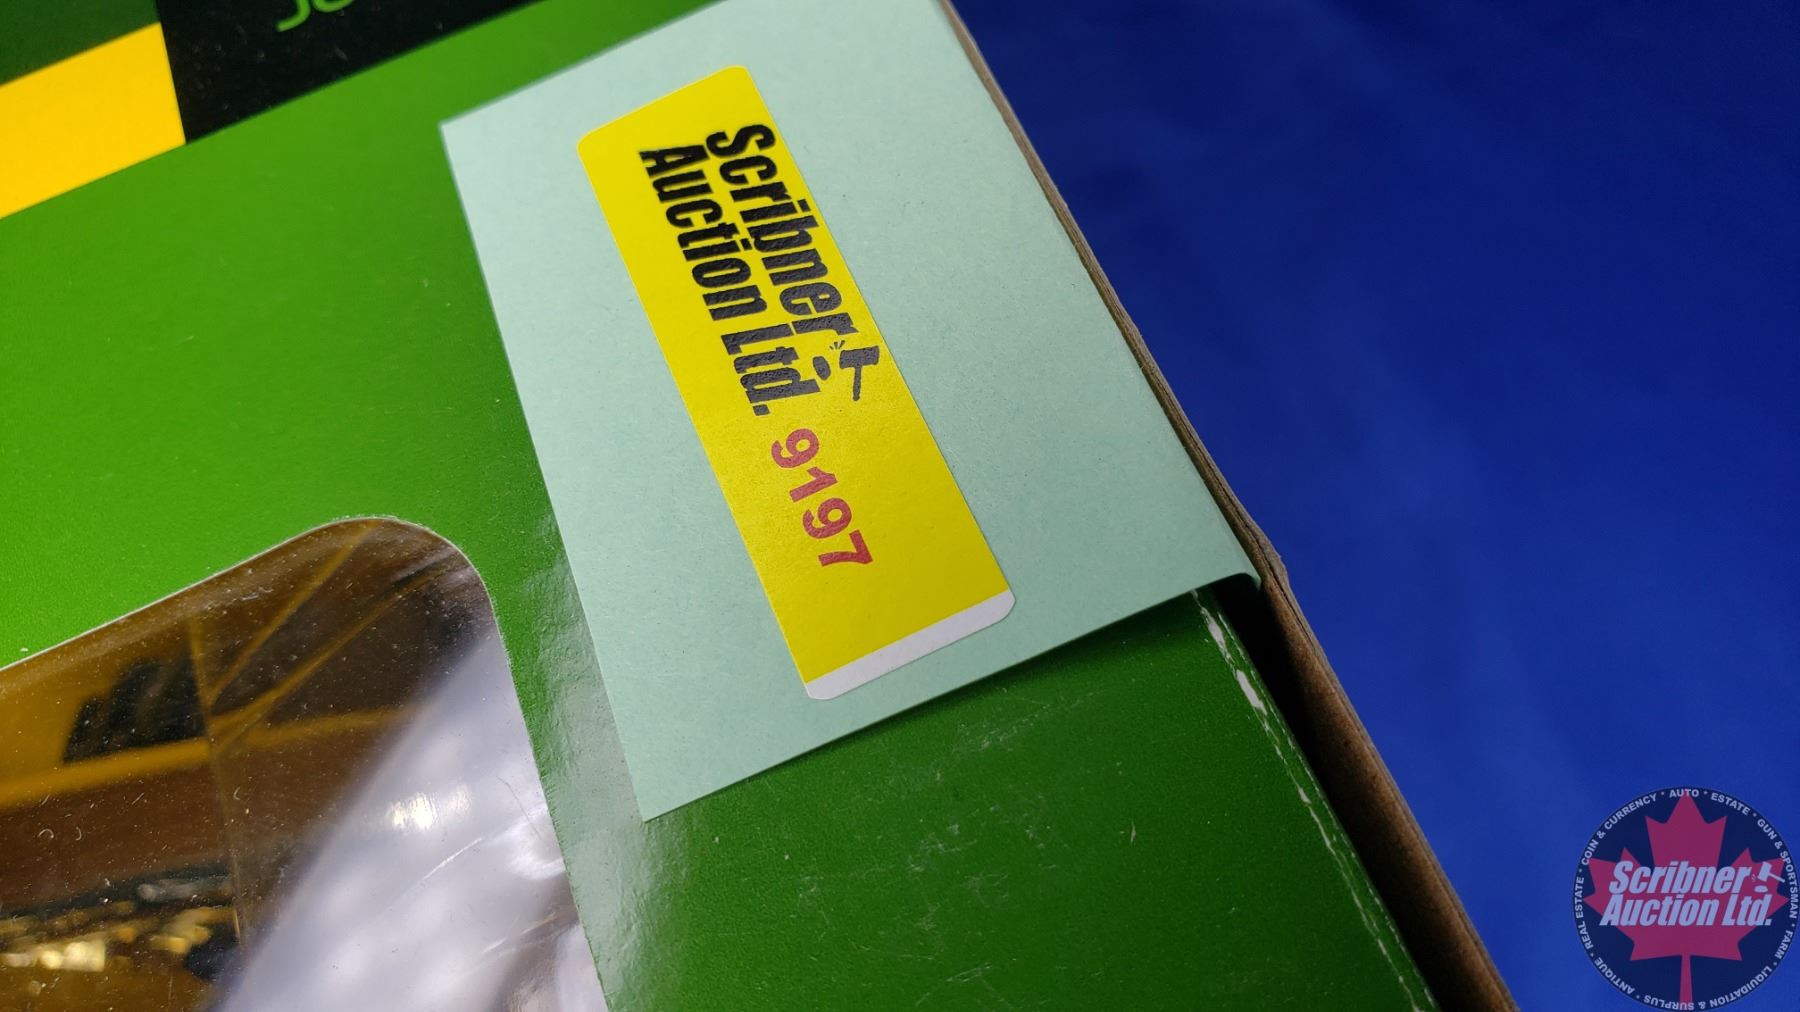 Scribner
Auction Ltd.
9197
COIN & CURRENCY * AUTO * ESTATE * GUN & SPORTSMAN * FARM * LIQUIDATION & SURPLUS * ANTIQUE * REAL ESTATE *
Scribner
Auction Ltd.